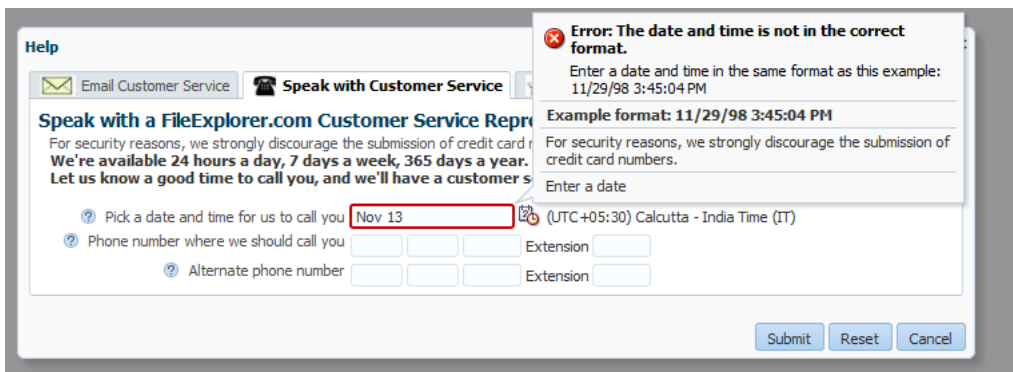 Help
Email Customer Service
Speak with Customer Service
Speak with a FileExplorer.com Customer Service
For security reasons, we strongly discourage the submission of credit card
We're available 24 hours a day, 7 days a week, 365 days a year.
Let us know a good time to call you, and we'll have a customer
Pick a date and time for us to call you
Nov 13
(UTC+05:30) Calcutta - India Time (IT)
Phone number where we should call you
Extension
Alternate phone number
Extension
Error: The date and time is not in the correct
format.
Enter a date and time in the same format as this example:
11/29/98 3:45:04 PM
Example format: 11/29/98 3:45:04 PM
For security reasons, we strongly discourage the submission of
credit card numbers.
Enter a date
Submit
Reset
Cancel